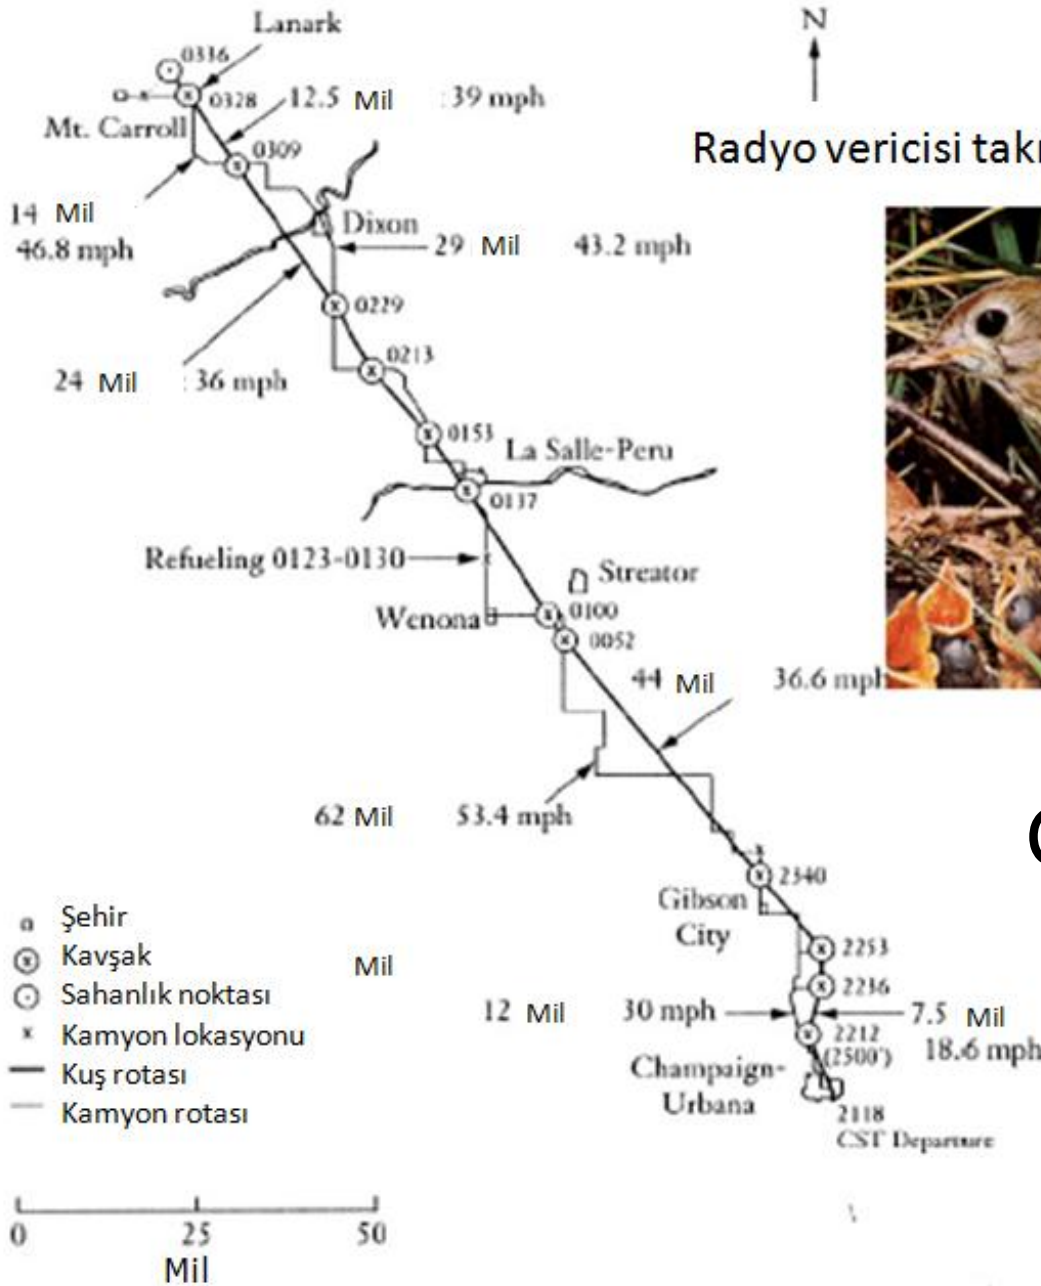 Lanark
N
0336
0328
12.5 Mil : 39 mph
Mt. Carroll
0309
Radyo vericisi
14 Mil
46.8 mph
Dixon
29 Mil 43.2 mph
0229
0213
24 Mil : 36 mph
0153
La Salle-Peru
0137
Refueling 0123-0130
Streator
Wenona
0100
0052
44 Mil 36.6 mph
62 Mil 53.4 mph
2340
Gibson
City
Şehir
Kavşak
Sahanlık noktası
Kamyon lokasyonu
Kuş rotası
Kamyon rotası
Mil
2253
2236
12 Mil 30 mph
7.5 Mil
18.6 mph
2212
(2500')
Champaign-
Urbana
2118
CST Departure
0 25 50
Mil